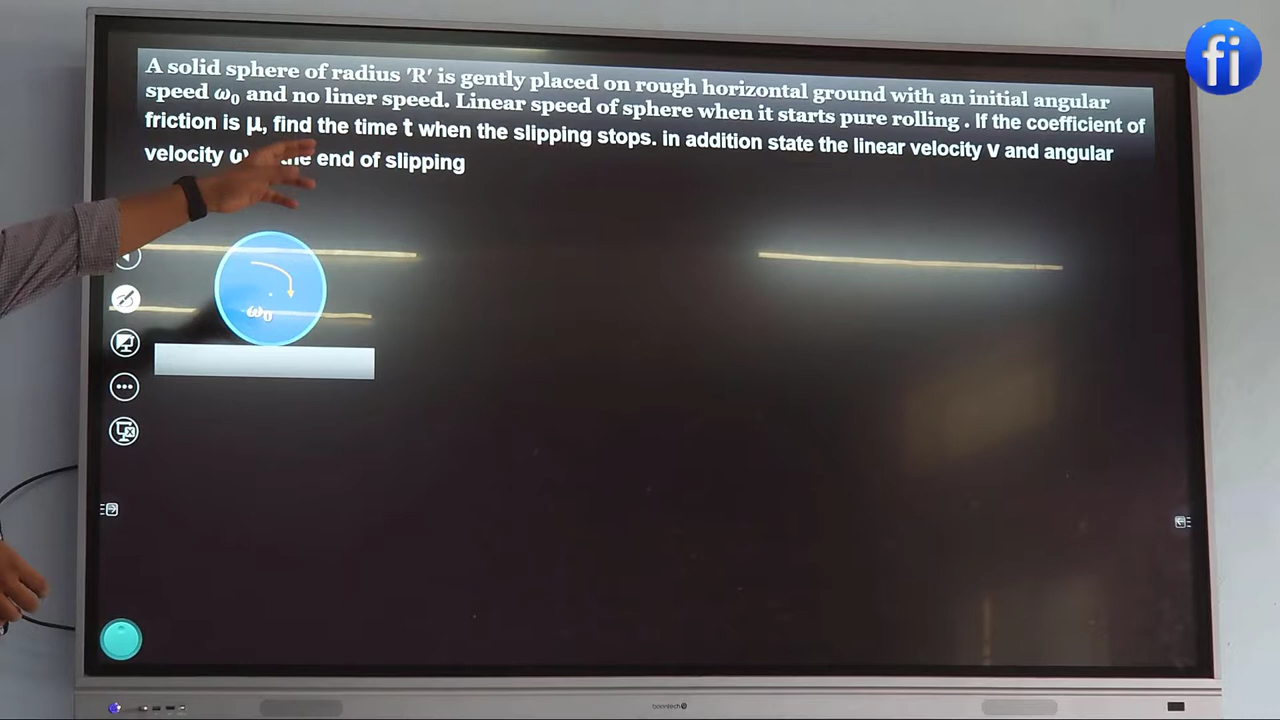 fi
A solid sphere of radius 'R' is gently placed on rough horizontal ground with an initial angular
speed ω₀ and no liner speed. Linear speed of sphere when it starts pure rolling . If the coefficient of
friction is μ, find the time t when the slipping stops. in addition state the linear velocity v and angular
velocity the end of slipping
ω₀